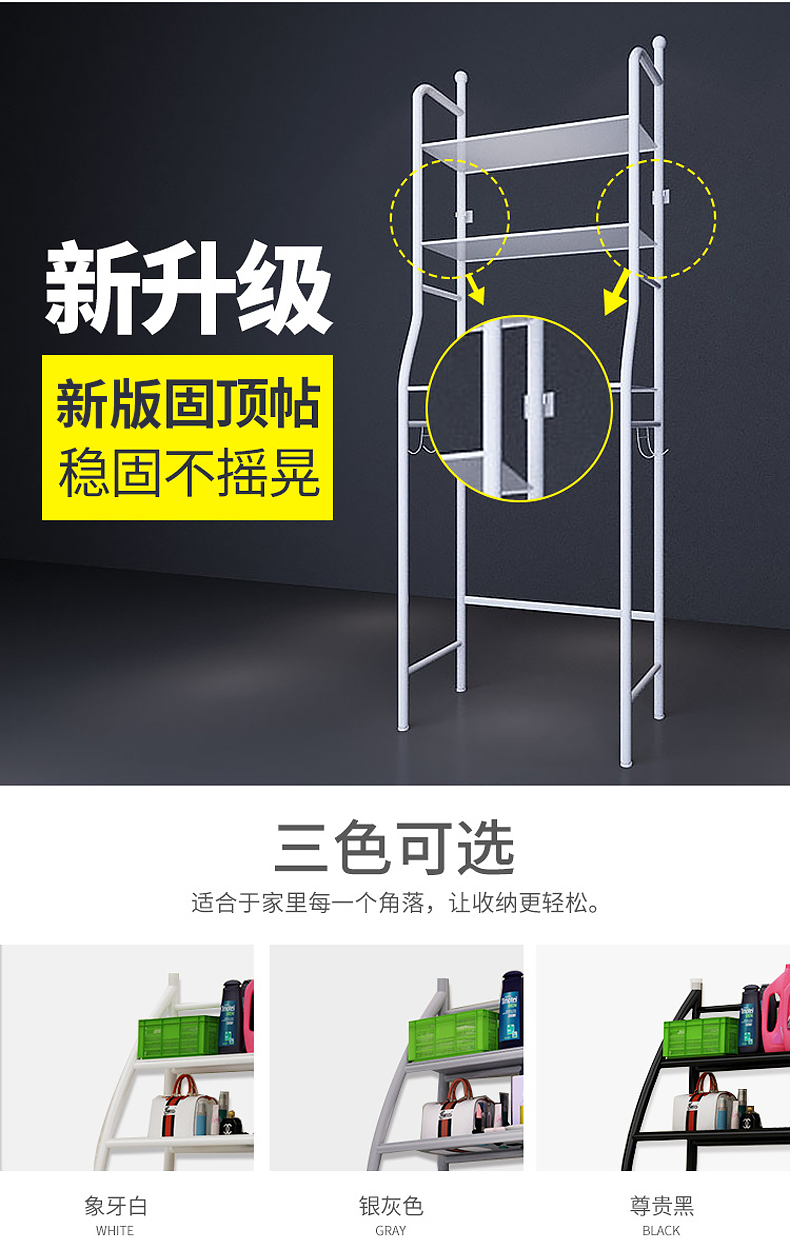 新升级
新版固顶帖
稳固不摇晃
三色可选
适合于家里每一个角落，让收纳更轻松。
象牙白
银灰色
尊贵黑
WHITE
GRAY
BLACK